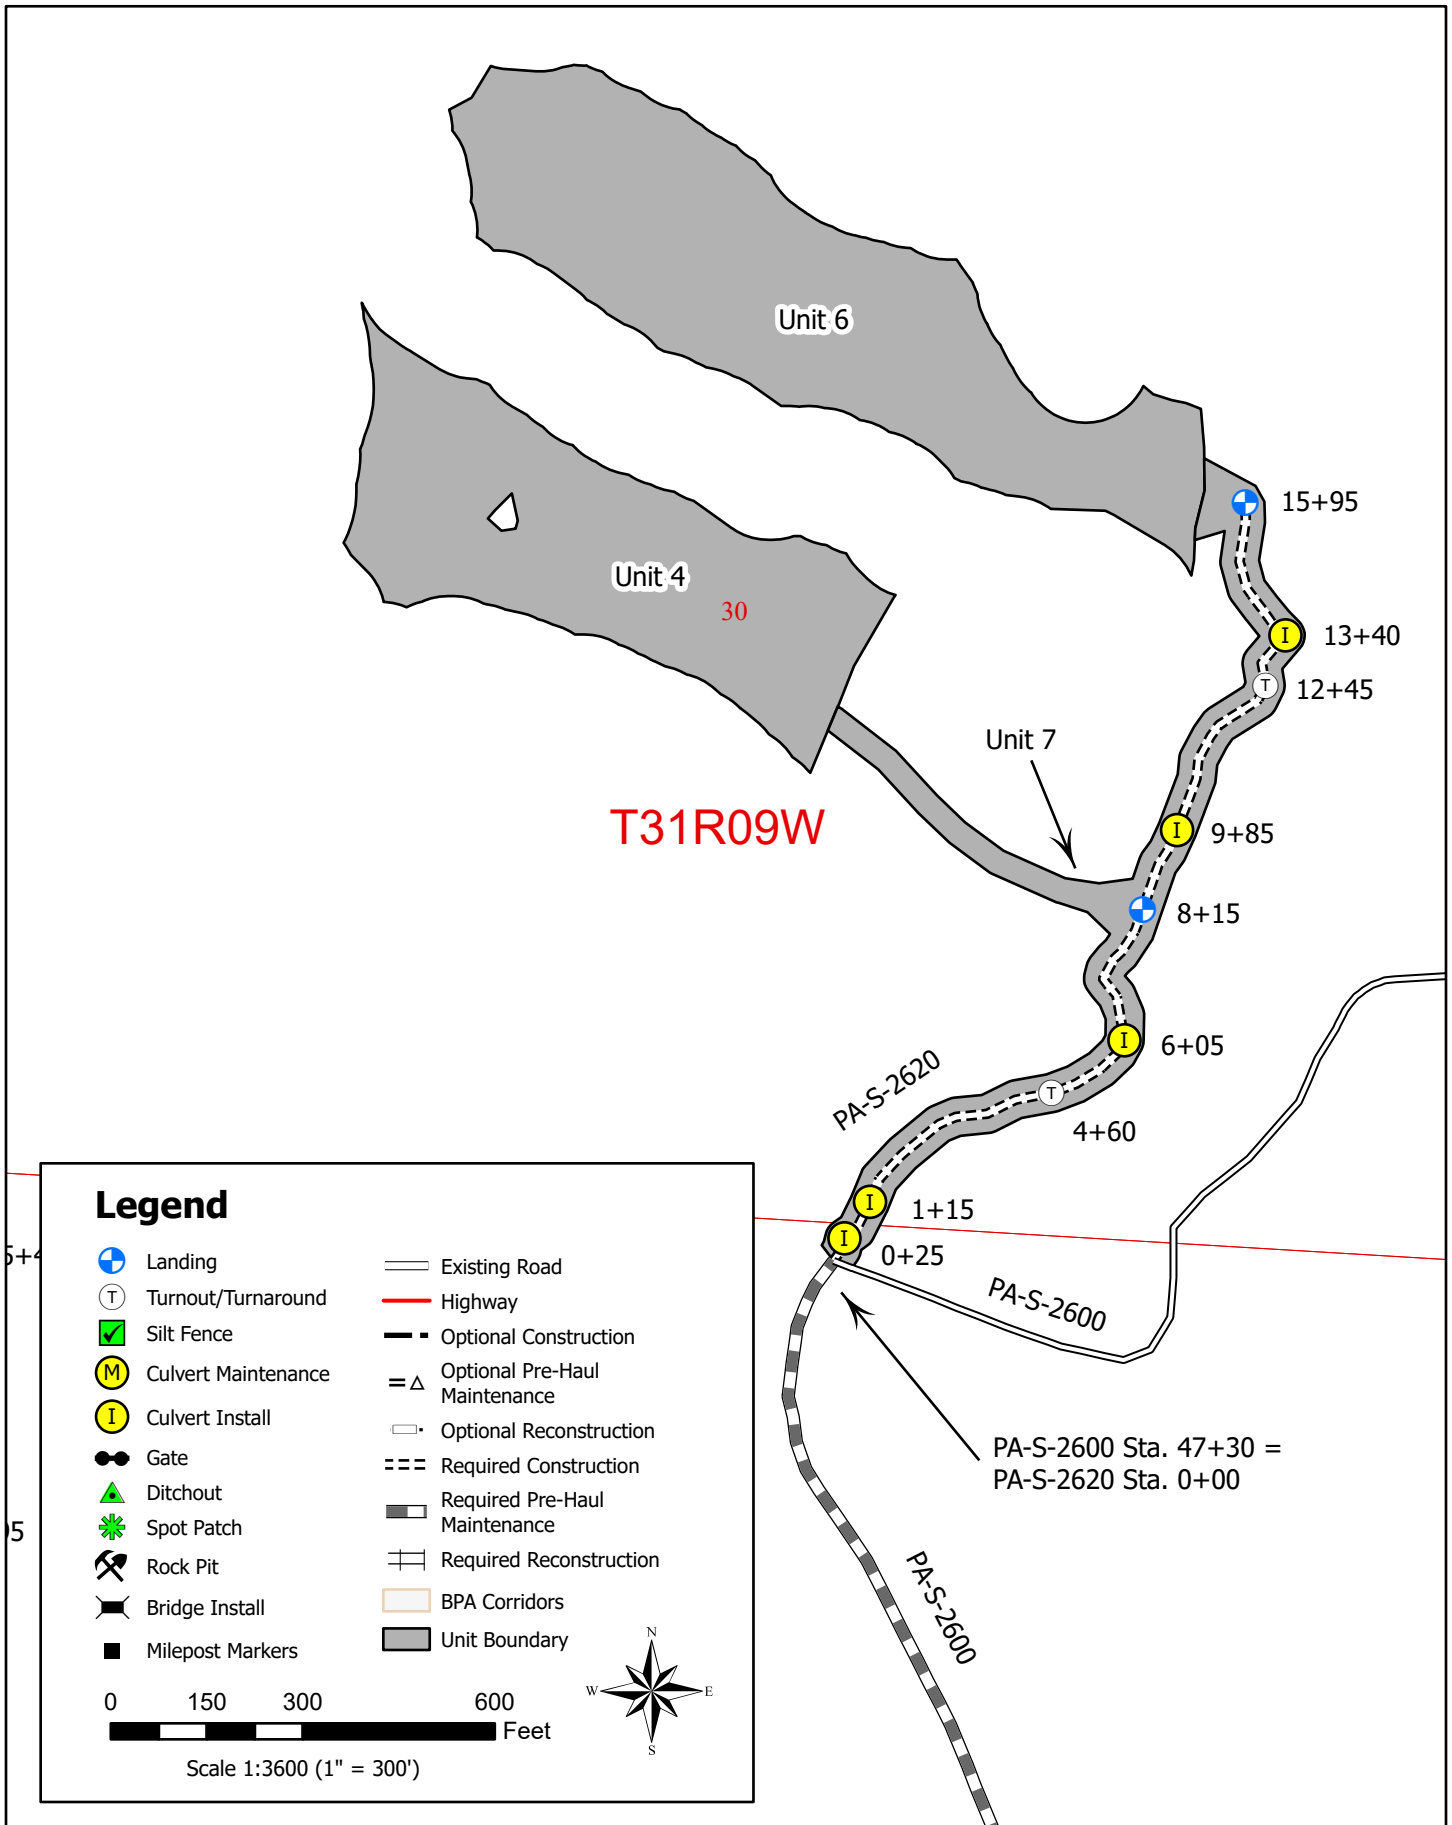 Unit 6
15+95
Unit 4
30
13+40
12+45
Unit 7
T31R09W
9+85
8+15
6+05
PA-S-2620
4+60
1+15
0+25
PA-S-2600
PA-S-2600 Sta. 47+30 =
PA-S-2620 Sta. 0+00
PA-S-2600
Legend
Landing
T
Turnout/Turnaround
Silt Fence
M
Culvert Maintenance
I
Culvert Install
Gate
Ditchout
Spot Patch
Rock Pit
Bridge Install
Milepost Markers
Existing Road
Highway
Optional Construction
Optional Pre-Haul
Maintenance
Optional Reconstruction
Required Construction
Required Pre-Haul
Maintenance
Required Reconstruction
BPA Corridors
Unit Boundary
N
W
E
S
0 150 300 600
Feet
Scale 1:3600 (1" = 300')
I
T
I
I
T
I
I